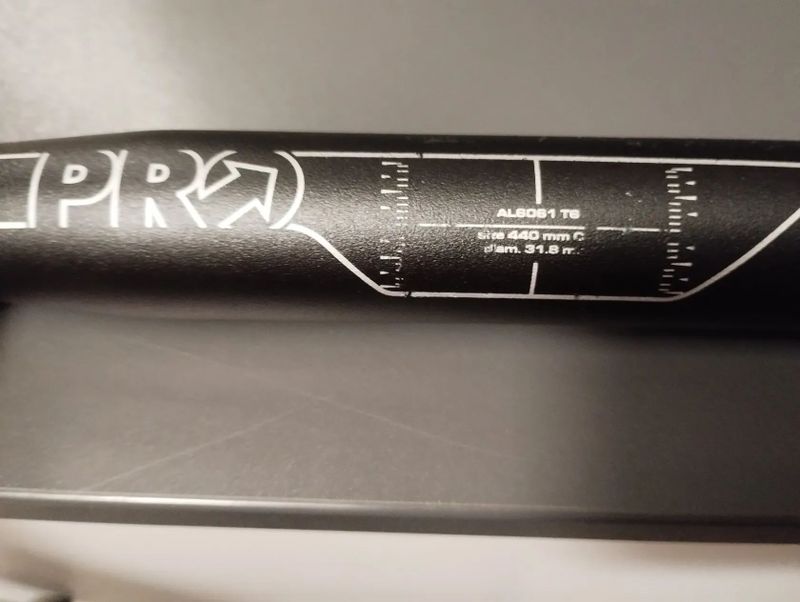 PRO
AL6061 T6
size 440 mm C
diam. 31.8 m